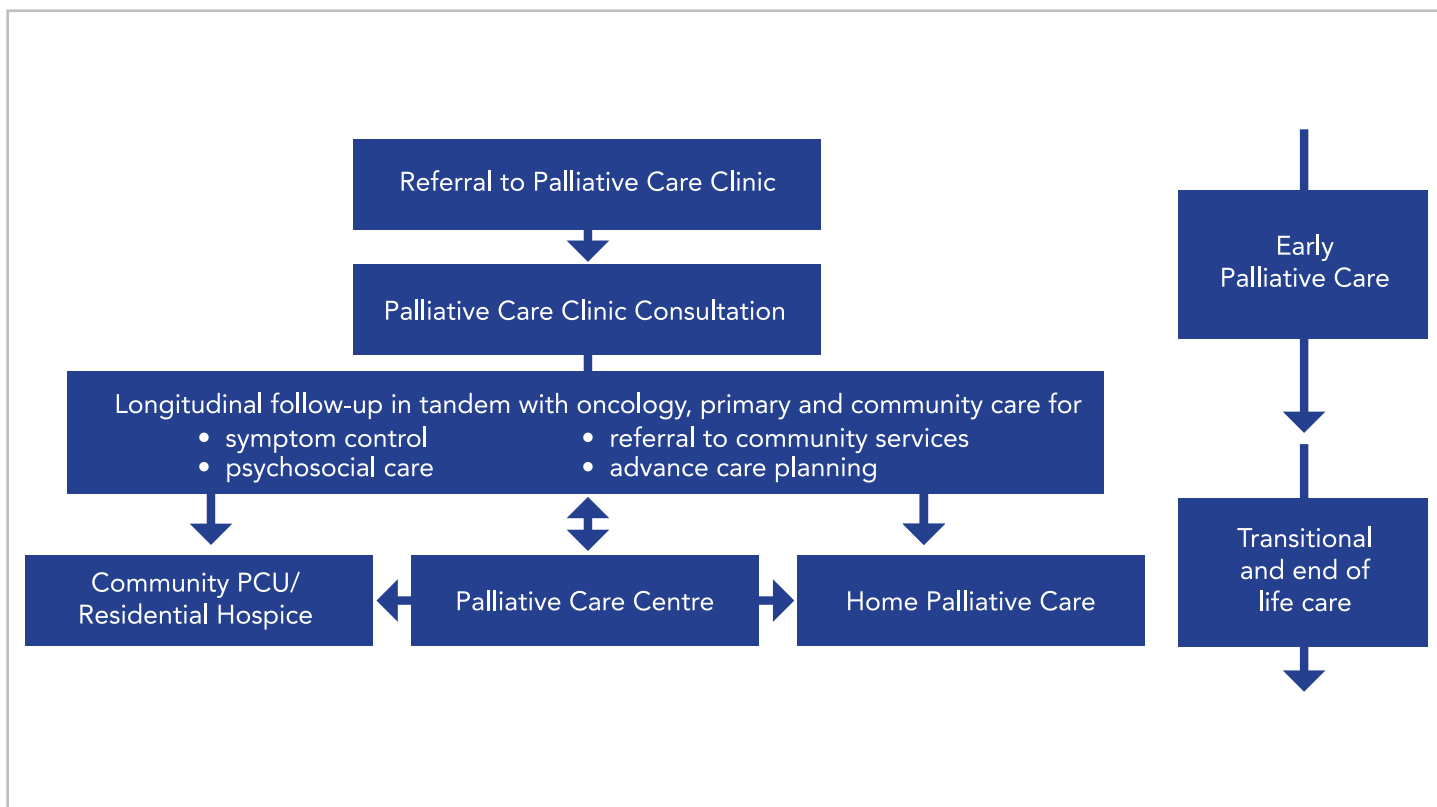 Referral to Palliative Care Clinic
Palliative Care Clinic Consultation
Longitudinal follow-up in tandem with oncology, primary and community care for
• symptom control
• psychosocial care
• referral to community services
• advance care planning
Community PCU/
Residential Hospice
Palliative Care Centre
Home Palliative Care
Early
Palliative Care
Transitional
and end of
life care